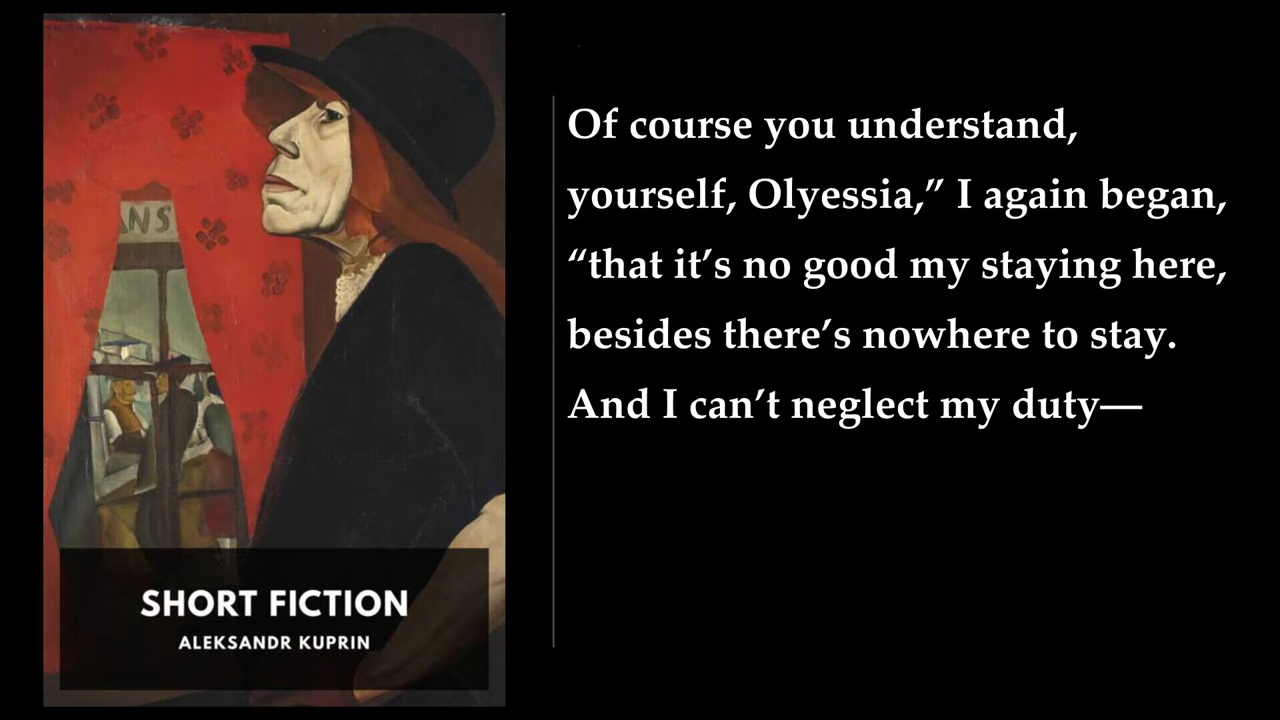 ANS
SHORT FICTION
ALEKSANDR KUPRIN
Of course you understand,
yourself, Olyessia,” I again began,
“that it’s no good my staying here,
besides there’s nowhere to stay.
And I can’t neglect my duty—